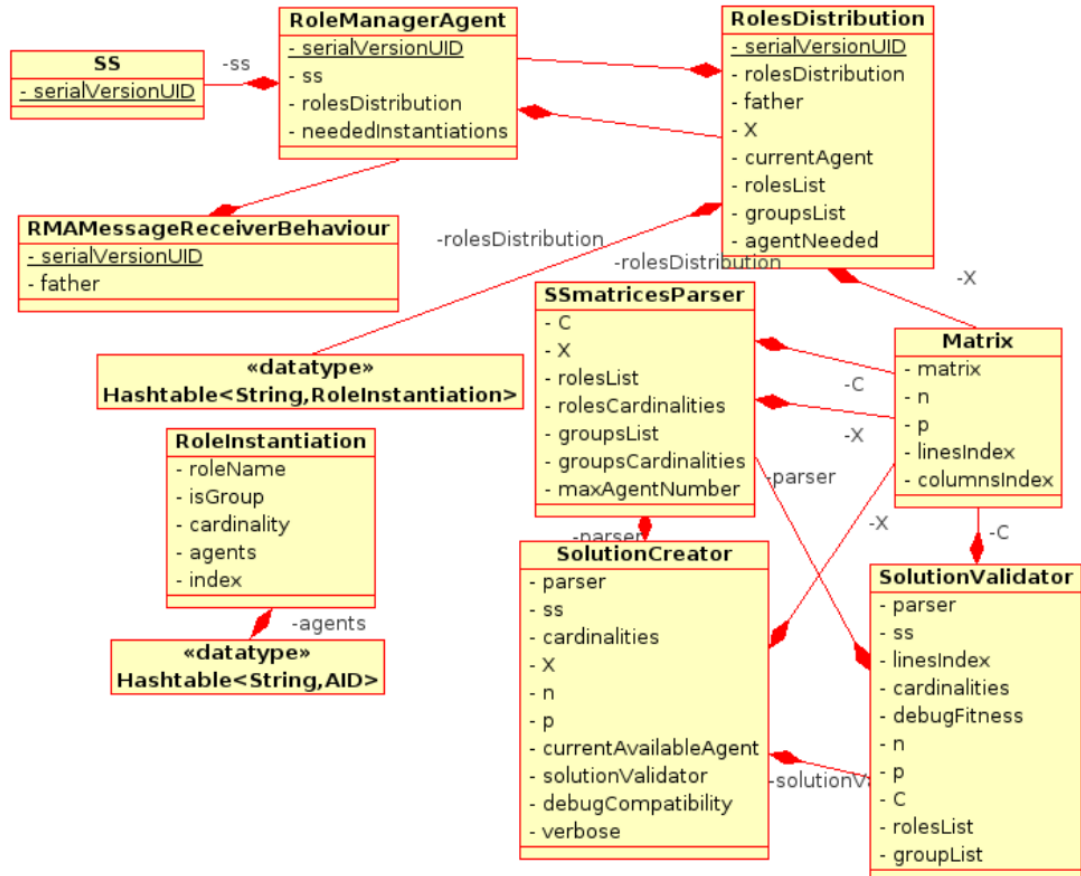 SS
- serialVersionUID
-ss
RoleManagerAgent
- serialVersionUID
- ss
- rolesDistribution
- neededInstantiations
RolesDistribution
- serialVersionUID
- rolesDistribution
- father
- X
- currentAgent
- rolesList
- groupsList
- agentNeeded
RMAMessageReceiverBehaviour
- serialVersionUID
- father
-rolesDistribution
-rolesDistribution
-X
«datatype»
Hashtable<String,RoleInstantiation>
SSmatricesParser
- C
- X
- rolesList
- rolesCardinalities
- groupsList
- groupsCardinalities
- maxAgentNumber
-C
-X
Matrix
- matrix
- n
- p
- linesIndex
- columnsIndex
RoleInstantiation
- roleName
- isGroup
- cardinality
- agents
- index
-agents
«datatype»
Hashtable<String,AID>
-parser
-parser
-X
-C
SolutionCreator
- parser
- ss
- cardinalities
- X
- n
- p
- currentAvailableAgent
- solutionValidator
- debugCompatibility
- verbose
-solutionVa
SolutionValidator
- parser
- ss
- linesIndex
- cardinalities
- debugFitness
- n
- p
- C
- rolesList
- groupList